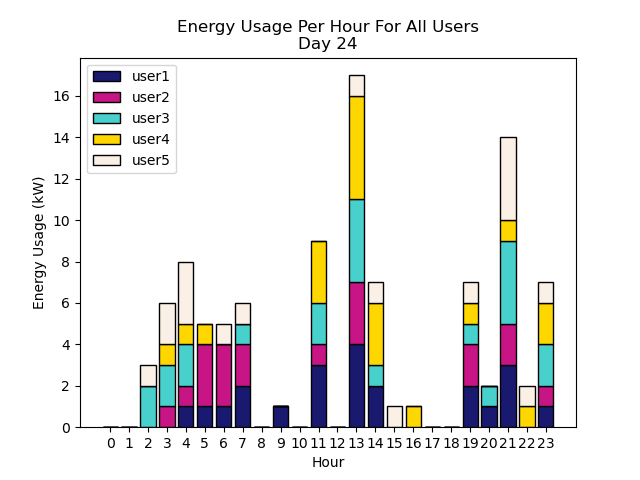 Energy Usage Per Hour For All Users
Day 24
user1
user2
user3
user4
user5
Energy Usage (kW)
16
14
12
10
8
6
4
2
0
0 1 2 3 4 5 6 7 8 9 10 11 12 13 14 15 16 17 18 19 20 21 22 23
Hour